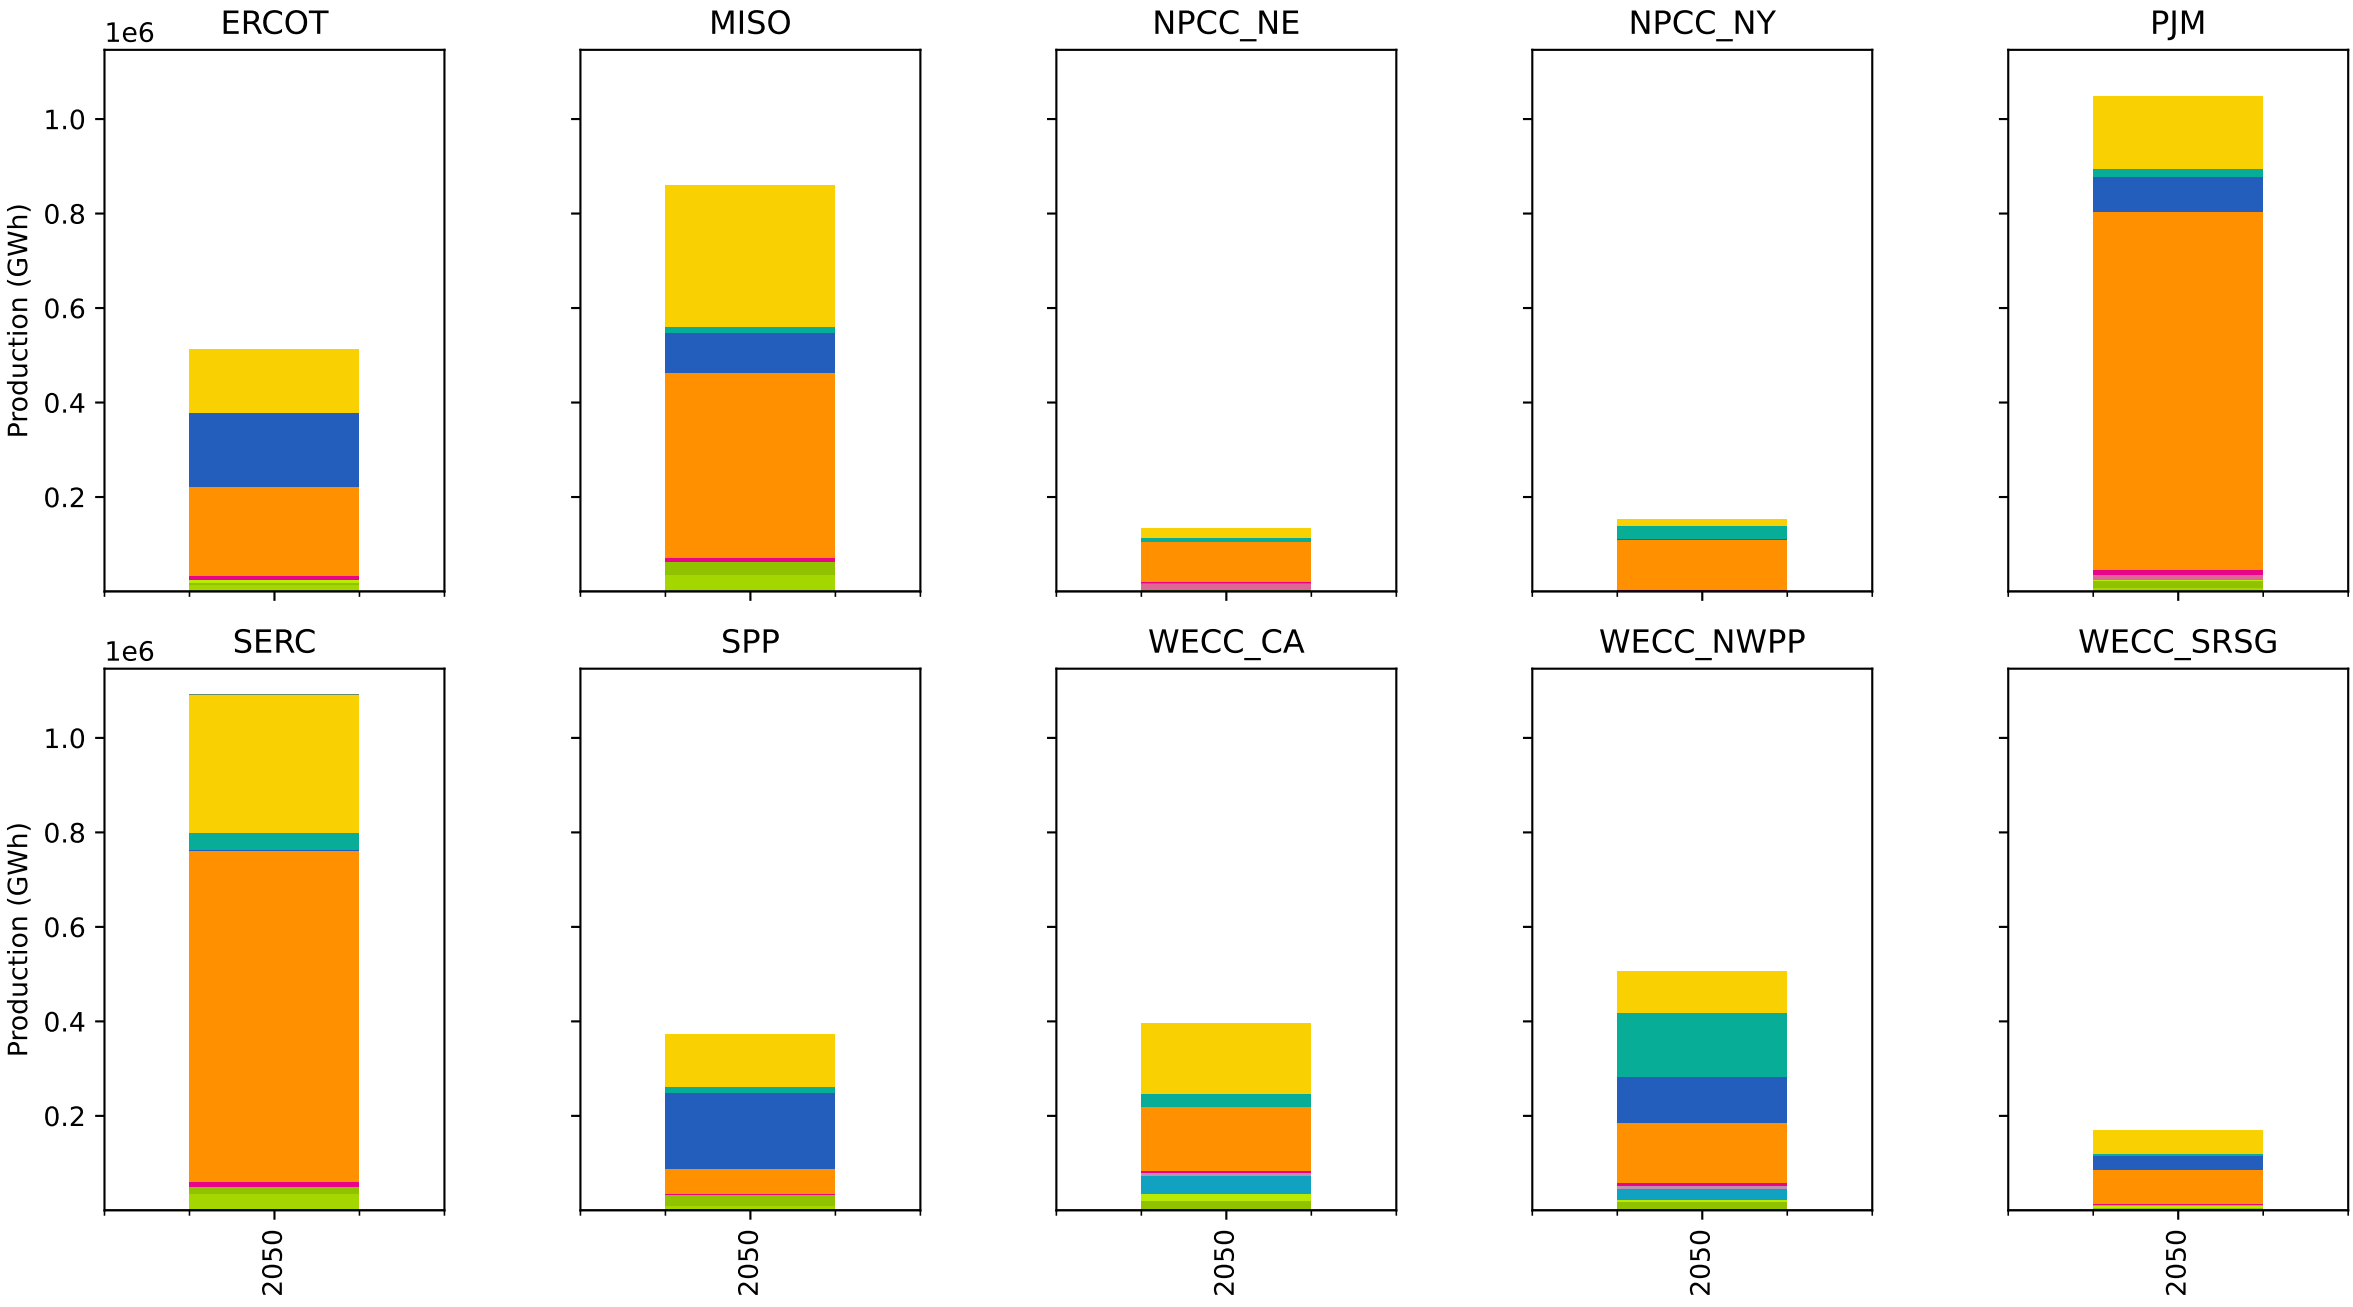 ERCOT
MISO
NPCC_NE
NPCC_NY
PJM
1e6
1.0
0.8
0.6
0.4
0.2
Production (GWh)
SERC
SPP
WECC_CA
WECC_NWPP
WECC_SRSG
1e6
1.0
0.8
0.6
0.4
0.2
Production (GWh)
2050
2050
2050
2050
2050